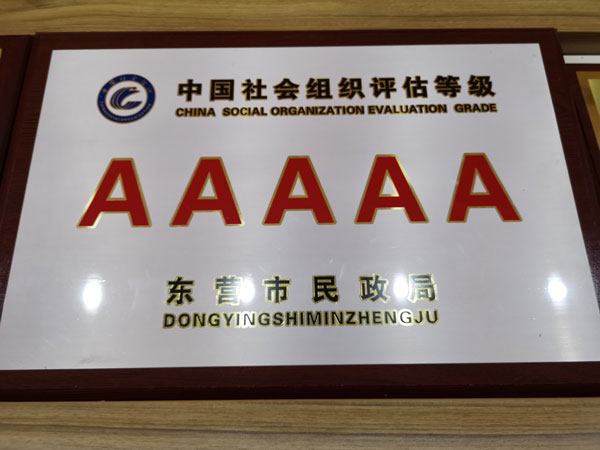 中国社会组织评估等级
CHINA SOCIAL ORGANIZATION EVALUATION GRADE
AAAAA
东营市民政局
DONGYINGSHIMINZHENGJU